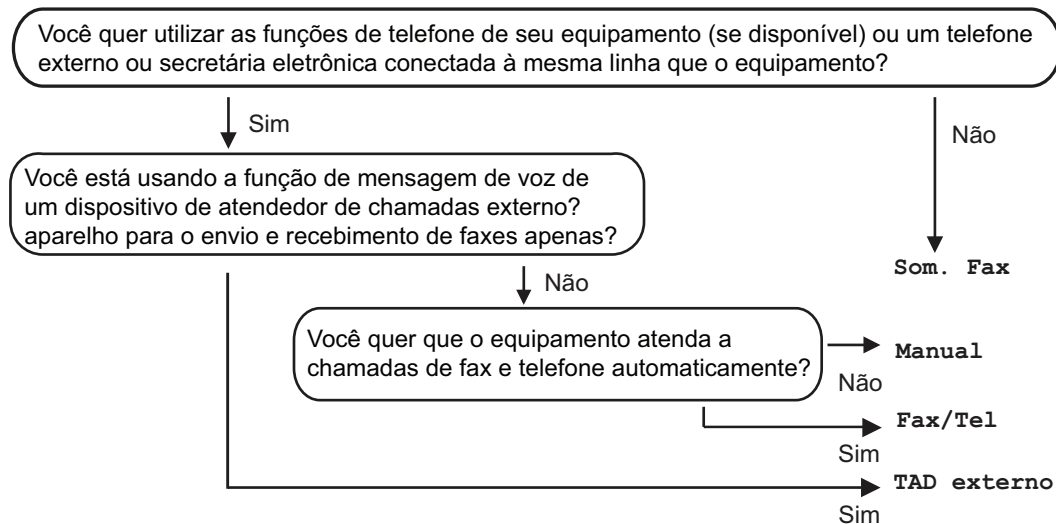 Você quer utilizar as funções de telefone de seu equipamento (se disponível) ou um telefone
externo ou secretária eletrônica conectada à mesma linha que o equipamento?
Sim
Não
Você está usando a função de mensagem de voz de
um dispositivo de atendedor de chamadas externo?
aparelho para o envio e recebimento de faxes apenas?
Som. Fax
Não
Você quer que o equipamento atenda a
chamadas de fax e telefone automaticamente?
Manual
Não
Fax/Tel
Sim
TAD externo
Sim